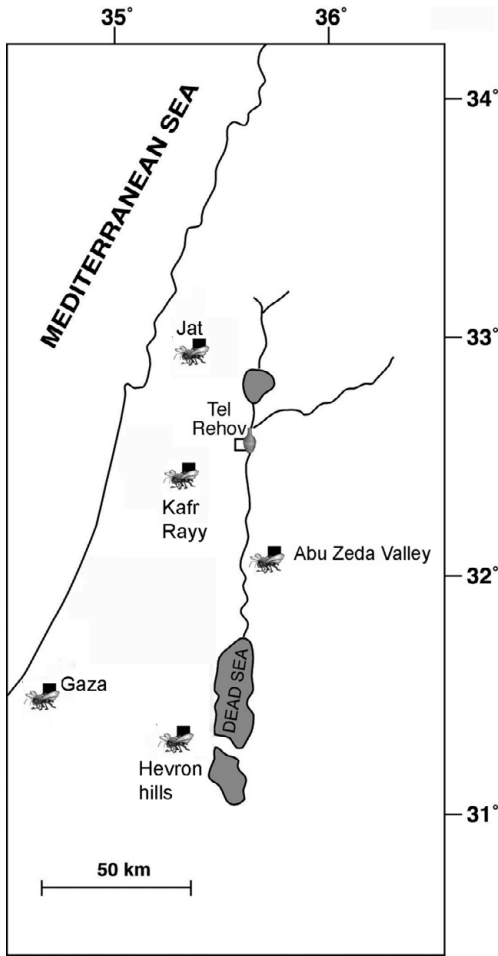 35°
36°
34°
MEDITERRANEAN SEA
33°
Jat
Tel
Rehov
Kafr
Rayy
Abu Zeda Valley
32°
Gaza
DEAD SEA
Hevron
hills
31°
50 km